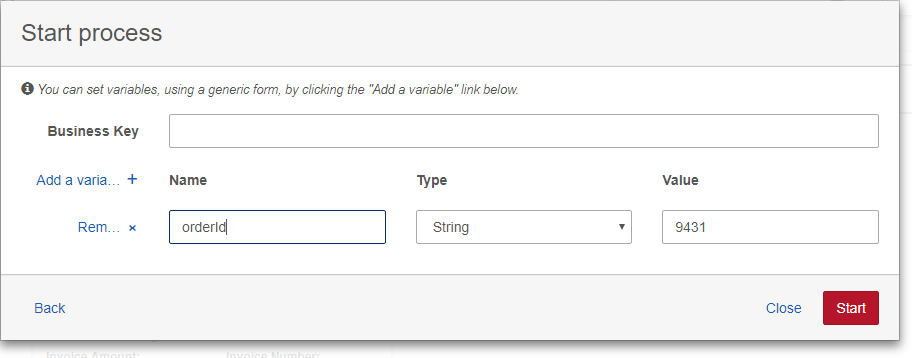 Start process
You can set variables, using a generic form, by clicking the "Add a variable" link below.
Business Key
Add a varia... + Name Type Value
Rem... × orderId String 9431
Back Close Start
Invoice Amount: Invoice Number: